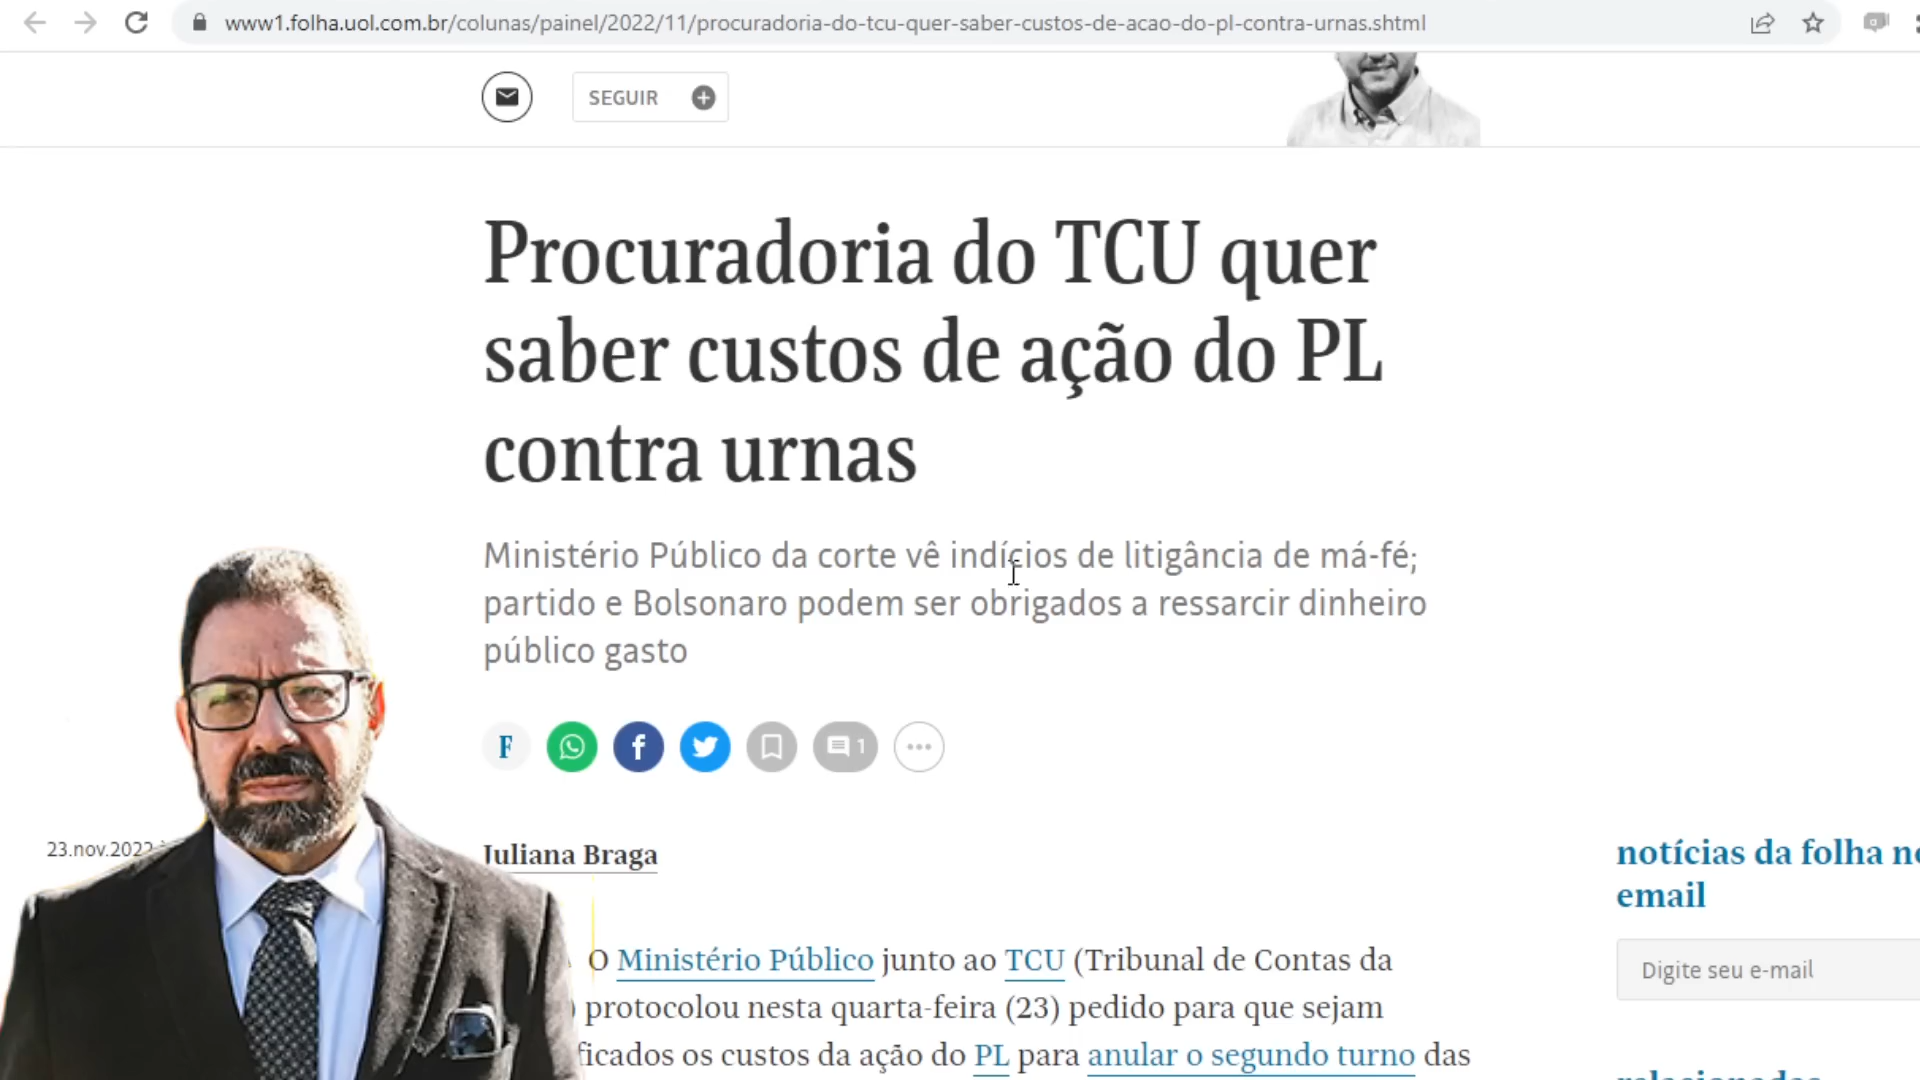 www1.folha.uol.com.br/colunas/painel/2022/11/procuradoria-do-tcu-quer-saber-custos-de-acao-do-pl-contra-urnas.shtml
SEGUIR
Procuradoria do TCU quer
saber custos de ação do PL
contra urnas
Ministério Público da corte vê indícios de litigância de má-fé;
partido e Bolsonaro podem ser obrigados a ressarcir dinheiro
público gasto
F
1
23.nov.2022
Juliana Braga
O Ministério Público junto ao TCU (Tribunal de Contas da
) protocolou nesta quarta-feira (23) pedido para que sejam
ficados os custos da ação do PL para anular o segundo turno das
notícias da folha no
email
Digite seu e-mail
relacionadas